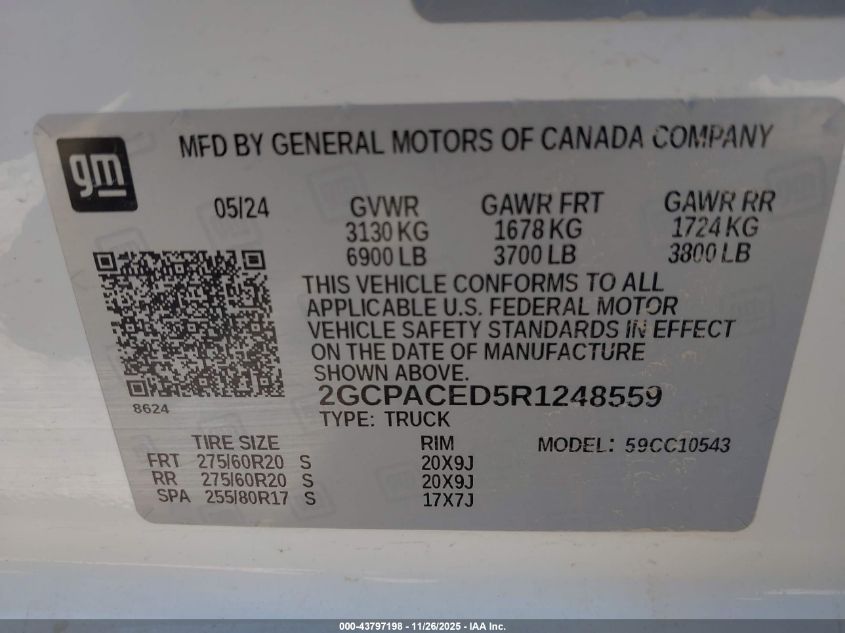 gm
MFD BY GENERAL MOTORS OF CANADA COMPANY
05/24 GVWR GAWR FRT GAWR RR
3130 KG 1678 KG 1724 KG
6900 LB 3700 LB 3800 LB
THIS VEHICLE CONFORMS TO ALL
APPLICABLE U.S. FEDERAL MOTOR
VEHICLE SAFETY STANDARDS IN EFFECT
ON THE DATE OF MANUFACTURE
SHOWN ABOVE.
8624
2GCPACED5R1248559
TYPE: TRUCK
TIRE SIZE RIM MODEL: 59CC10543
FRT 275/60R20 S 20X9J
RR 275/60R20 S 20X9J
SPA 255/80R17 S 17X7J
000-43797198 - 11/26/2025 - IAA Inc.